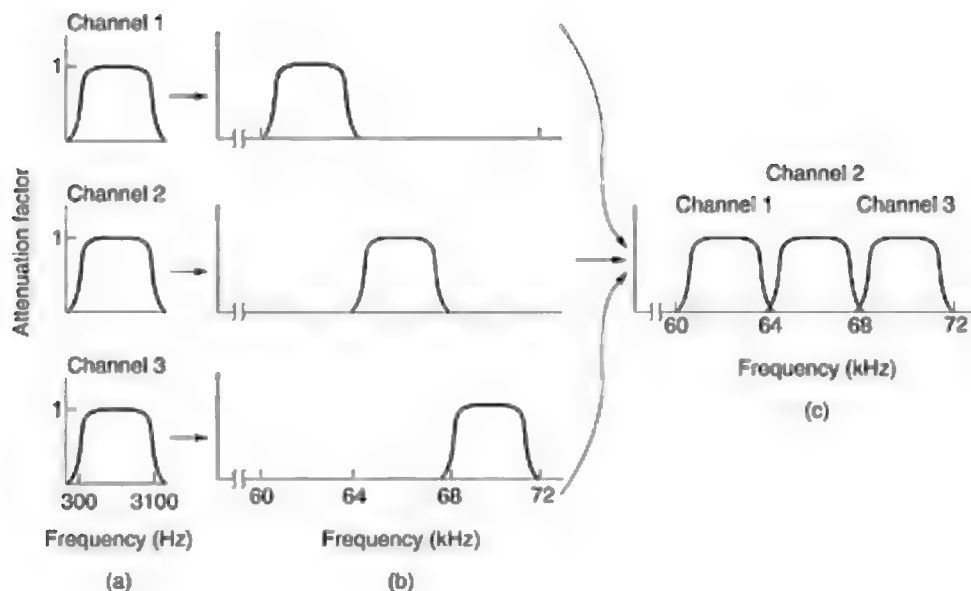 Channel 1
1
Channel 2
1
Channel 3
1
Attenuation factor
300 3100
Frequency (Hz)
(a)
60 64 68 72
Frequency (kHz)
(b)
Channel 2
Channel 1 Channel 3
60 64 68 72
Frequency (kHz)
(c)